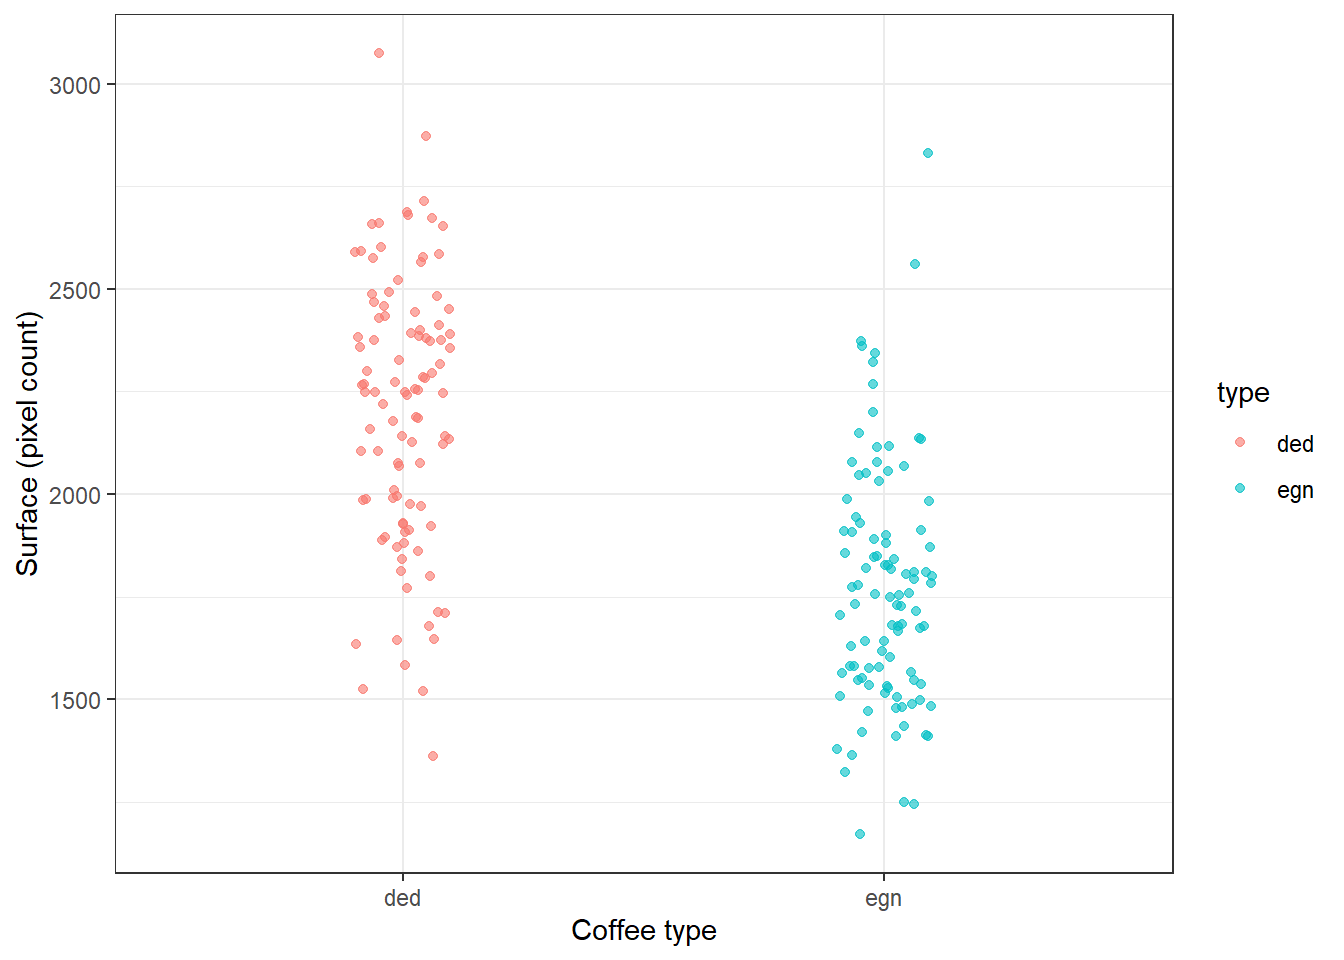 3000
2500
2000
1500
Surface (pixel count)
ded
egn
Coffee type
type
ded
egn